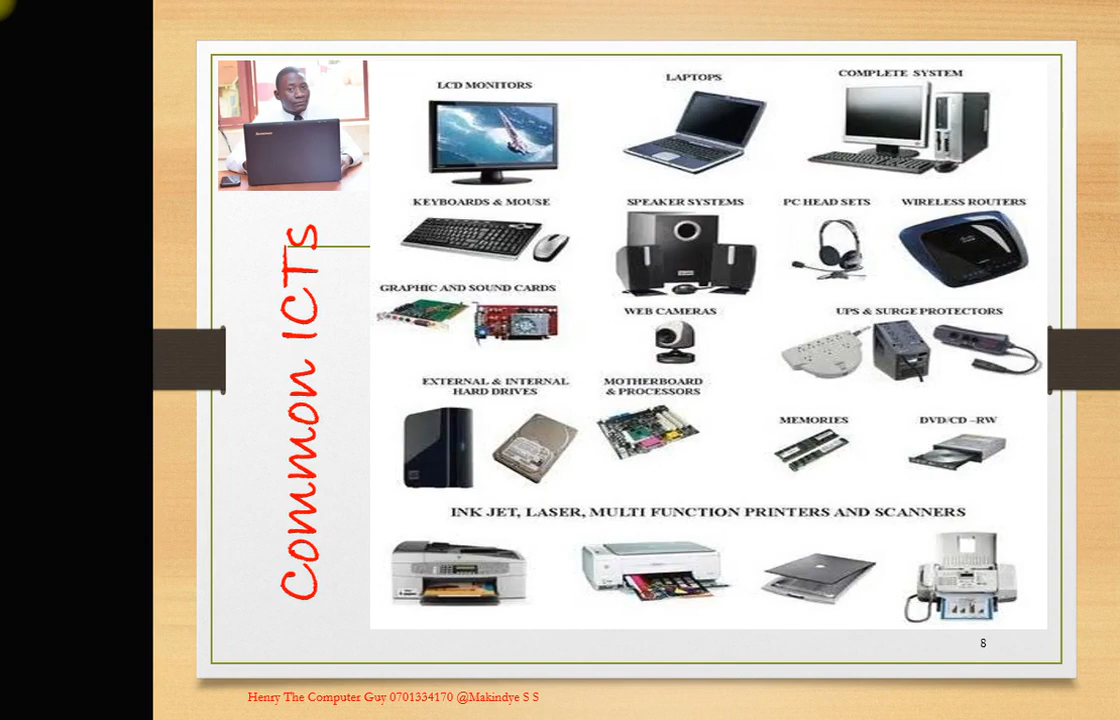 Common ICTs
LCD MONITORS
LAPTOPS
COMPLETE SYSTEM
KEYBOARDS & MOUSE
SPEAKER SYSTEMS
PC HEAD SETS
WIRELESS ROUTERS
GRAPHIC AND SOUND CARDS
WEB CAMERAS
UPS & SURGE PROTECTORS
EXTERNAL & INTERNAL
HARD DRIVES
MOTHERBOARD
& PROCESSORS
MEMORIES
DVD/CD –RW
INK JET, LASER, MULTI FUNCTION PRINTERS AND SCANNERS
8
Henry The Computer Guy 0701334170 @Makindye S S